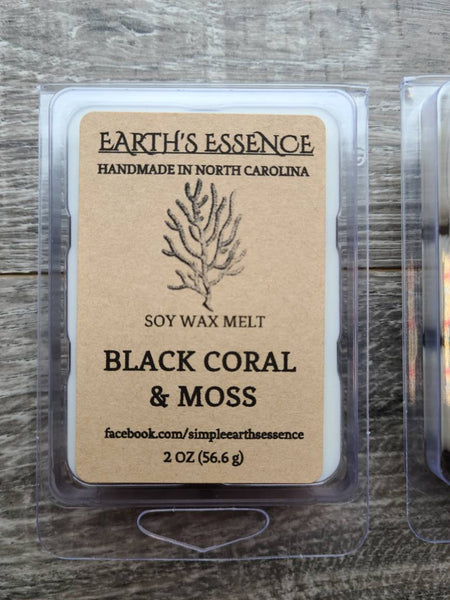 EARTH'S ESSENCE
HANDMADE IN NORTH CAROLINA
SOY WAX MELT
BLACK CORAL
& MOSS
facebook.com/simpleearthsessence
2 OZ (56.6 g)